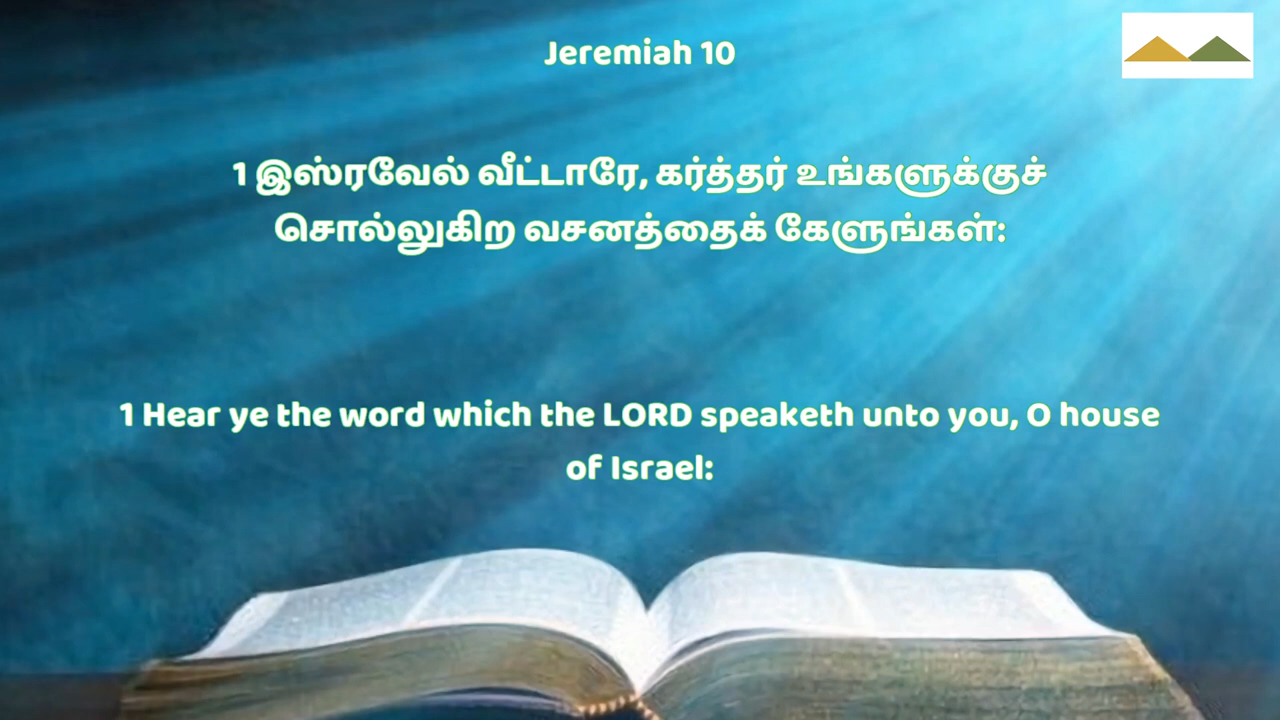 Jeremiah 10
1 இஸ்ரவேல் வீட்டாரே, கர்த்தர் உங்களுக்குச்
சொல்லுகிற வசனத்தைக் கேளுங்கள்:
1 Hear ye the word which the LORD speaketh unto you, O house
of Israel: